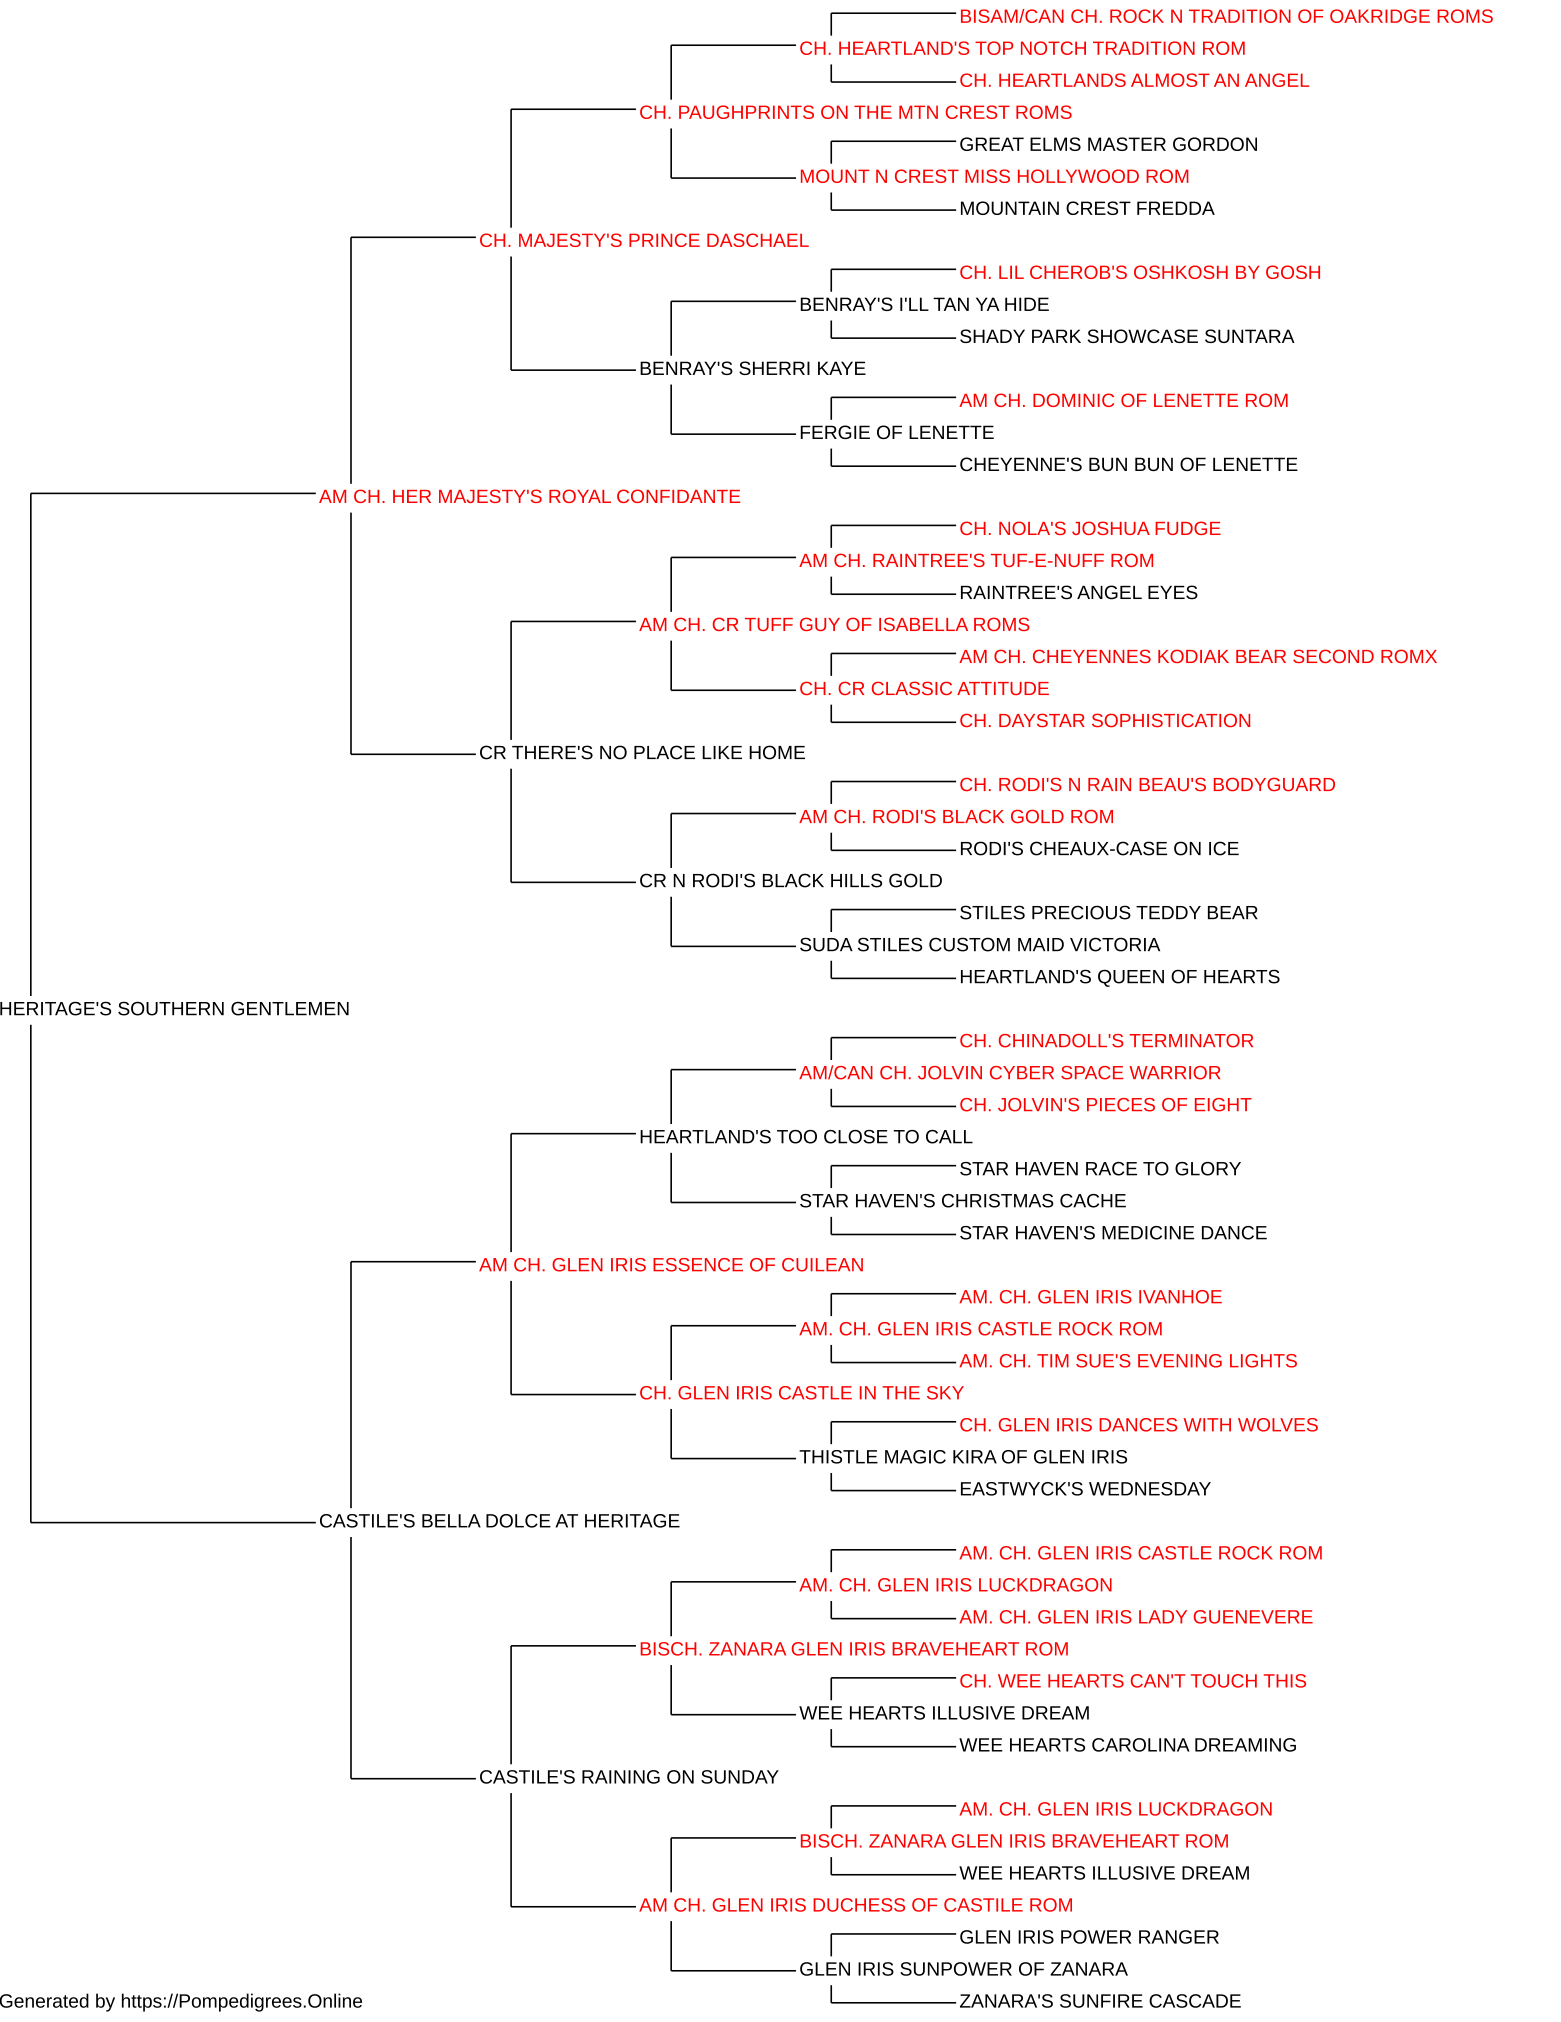 BISAM/CAN CH. ROCK N TRADITION OF OAKRIDGE ROMS
CH. HEARTLAND'S TOP NOTCH TRADITION ROM
CH. HEARTLANDS ALMOST AN ANGEL
CH. PAUGHPRINTS ON THE MTN CREST ROMS
GREAT ELMS MASTER GORDON
MOUNT N CREST MISS HOLLYWOOD ROM
MOUNTAIN CREST FREDDA
CH. MAJESTY'S PRINCE DASCHAEL
CH. LIL CHEROB'S OSHKOSH BY GOSH
BENRAY'S I'LL TAN YA HIDE
SHADY PARK SHOWCASE SUNTARA
BENRAY'S SHERRI KAYE
AM CH. DOMINIC OF LENETTE ROM
FERGIE OF LENETTE
CHEYENNE'S BUN BUN OF LENETTE
AM CH. HER MAJESTY'S ROYAL CONFIDANTE
CH. NOLA'S JOSHUA FUDGE
AM CH. RAINTREE'S TUF-E-NUFF ROM
RAINTREE'S ANGEL EYES
AM CH. CR TUFF GUY OF ISABELLA ROMS
AM CH. CHEYENNES KODIAK BEAR SECOND ROMX
CH. CR CLASSIC ATTITUDE
CH. DAYSTAR SOPHISTICATION
CR THERE'S NO PLACE LIKE HOME
CH. RODI'S N RAIN BEAU'S BODYGUARD
AM CH. RODI'S BLACK GOLD ROM
RODI'S CHEAUX-CASE ON ICE
CR N RODI'S BLACK HILLS GOLD
STILES PRECIOUS TEDDY BEAR
SUDA STILES CUSTOM MAID VICTORIA
HEARTLAND'S QUEEN OF HEARTS
HERITAGE'S SOUTHERN GENTLEMEN
CH. CHINADOLL'S TERMINATOR
AM/CAN CH. JOLVIN CYBER SPACE WARRIOR
CH. JOLVIN'S PIECES OF EIGHT
HEARTLAND'S TOO CLOSE TO CALL
STAR HAVEN RACE TO GLORY
STAR HAVEN'S CHRISTMAS CACHE
STAR HAVEN'S MEDICINE DANCE
AM CH. GLEN IRIS ESSENCE OF CUILEAN
AM. CH. GLEN IRIS IVANHOE
AM. CH. GLEN IRIS CASTLE ROCK ROM
AM. CH. TIM SUE'S EVENING LIGHTS
CH. GLEN IRIS CASTLE IN THE SKY
CH. GLEN IRIS DANCES WITH WOLVES
THISTLE MAGIC KIRA OF GLEN IRIS
EASTWYCK'S WEDNESDAY
CASTILE'S BELLA DOLCE AT HERITAGE
AM. CH. GLEN IRIS CASTLE ROCK ROM
AM. CH. GLEN IRIS LUCKDRAGON
AM. CH. GLEN IRIS LADY GUENEVERE
BISCH. ZANARA GLEN IRIS BRAVEHEART ROM
CH. WEE HEARTS CAN'T TOUCH THIS
WEE HEARTS ILLUSIVE DREAM
WEE HEARTS CAROLINA DREAMING
CASTILE'S RAINING ON SUNDAY
AM. CH. GLEN IRIS LUCKDRAGON
BISCH. ZANARA GLEN IRIS BRAVEHEART ROM
WEE HEARTS ILLUSIVE DREAM
AM CH. GLEN IRIS DUCHESS OF CASTILE ROM
GLEN IRIS POWER RANGER
GLEN IRIS SUNPOWER OF ZANARA
ZANARA'S SUNFIRE CASCADE
Generated by https://Pompedigrees.Online